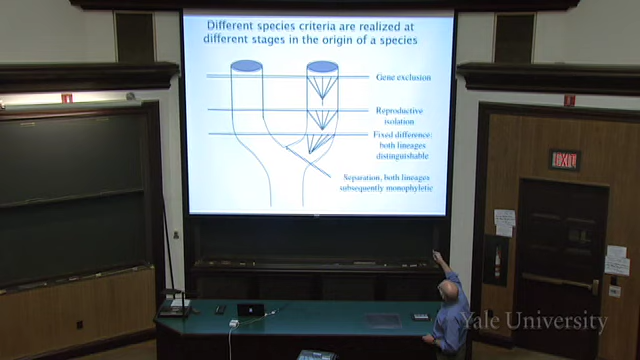 Different species criteria are realized at
different stages in the origin of a species
Gene exclusion
Reproductive
isolation
Fixed difference:
both lineages
distinguishable
Separation, both lineages
subsequently monophyletic
EXIT
Yale University